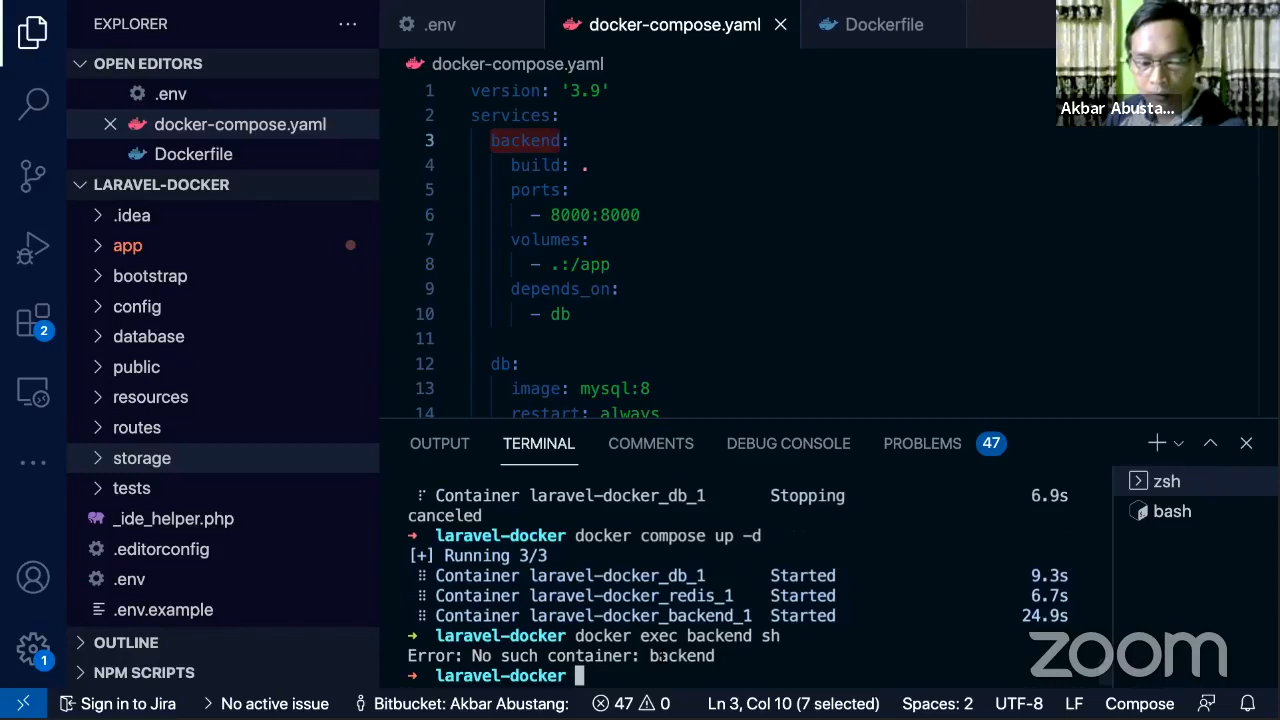 EXPLORER
OPEN EDITORS
.env
docker-compose.yaml
Dockerfile
LARAVEL-DOCKER
.idea
app
bootstrap
config
database
public
resources
routes
storage
tests
_ide_helper.php
.editorconfig
.env
.env.example
OUTLINE
NPM SCRIPTS
2
1
.env
docker-compose.yaml
Dockerfile
docker-compose.yaml
1 version: '3.9'
2 services:
3 backend:
4 build: .
5 ports:
6 - 8000:8000
7 volumes:
8 - .:/app
9 depends_on:
10 - db
11
12 db:
13 image: mysql:8
14 restart: always
Akbar Abusta...
OUTPUT TERMINAL COMMENTS DEBUG CONSOLE PROBLEMS 47
Container laravel-docker_db_1 Stopping 6.9s
canceled
→ laravel-docker docker compose up -d
[+] Running 3/3
Container laravel-docker_db_1 Started 9.3s
Container laravel-docker_redis_1 Started 6.7s
Container laravel-docker_backend_1 Started 24.9s
→ laravel-docker docker exec backend sh
Error: No such container: backend
→ laravel-docker
zsh
bash
zoom
Sign in to Jira No active issue Bitbucket: Akbar Abustang: 47 0 Ln 3, Col 10 (7 selected) Spaces: 2 UTF-8 LF Compose